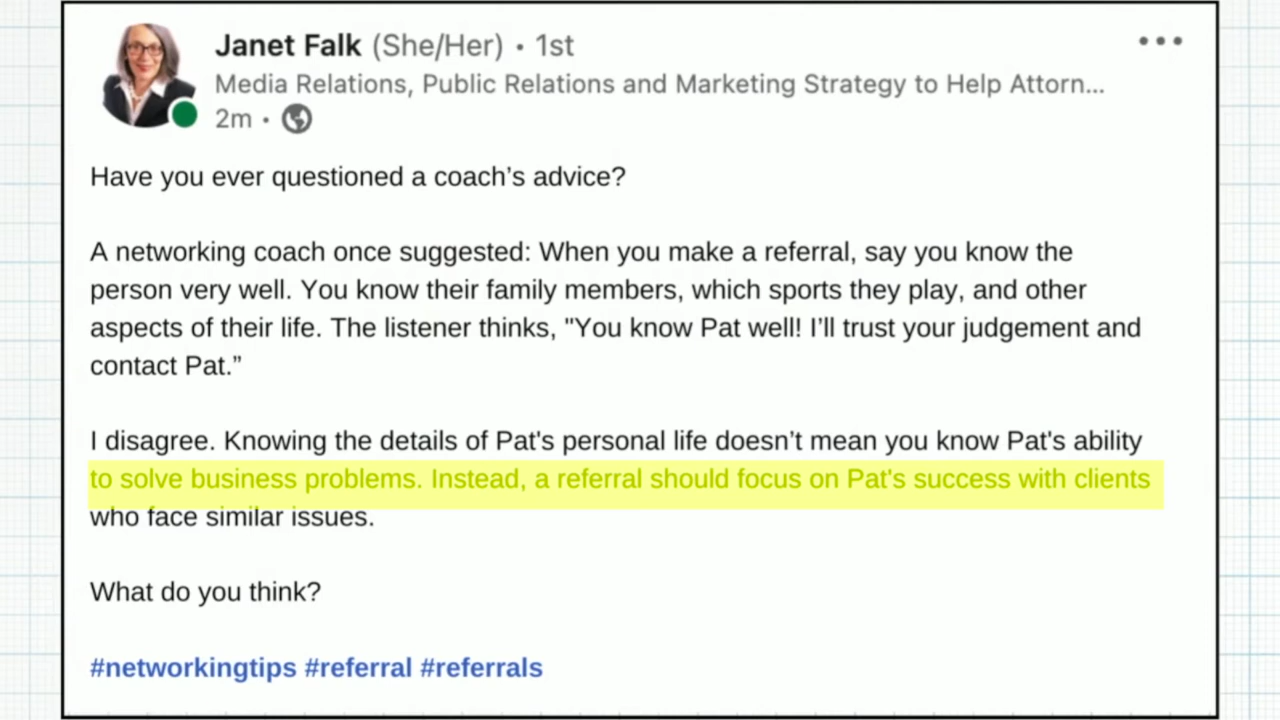 Janet Falk (She/Her) • 1st
Media Relations, Public Relations and Marketing Strategy to Help Attorn...
2m •
Have you ever questioned a coach’s advice?
A networking coach once suggested: When you make a referral, say you know the
person very well. You know their family members, which sports they play, and other
aspects of their life. The listener thinks, "You know Pat well! I’ll trust your judgement and
contact Pat.”
I disagree. Knowing the details of Pat's personal life doesn’t mean you know Pat's ability
to solve business problems. Instead, a referral should focus on Pat's success with clients
who face similar issues.
What do you think?
#networkingtips #referral #referrals